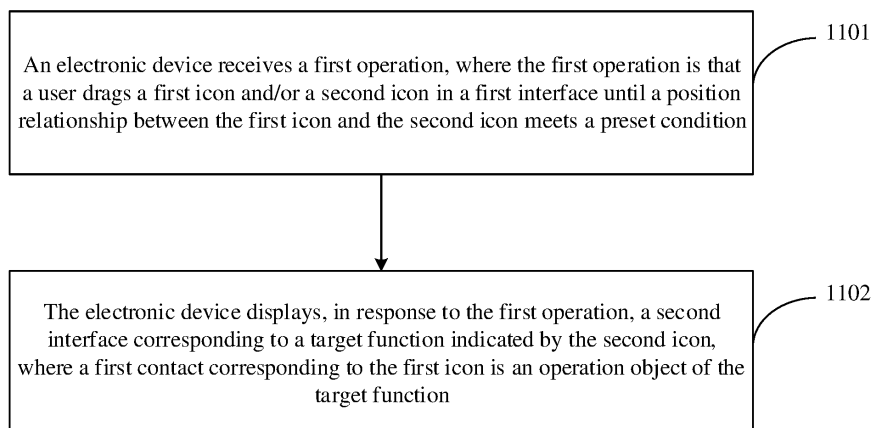 1101
An electronic device receives a first operation, where the first operation is that
a user drags a first icon and/or a second icon in a first interface until a position
relationship between the first icon and the second icon meets a preset condition
1102
The electronic device displays, in response to the first operation, a second
interface corresponding to a target function indicated by the second icon,
where a first contact corresponding to the first icon is an operation object of the
target function